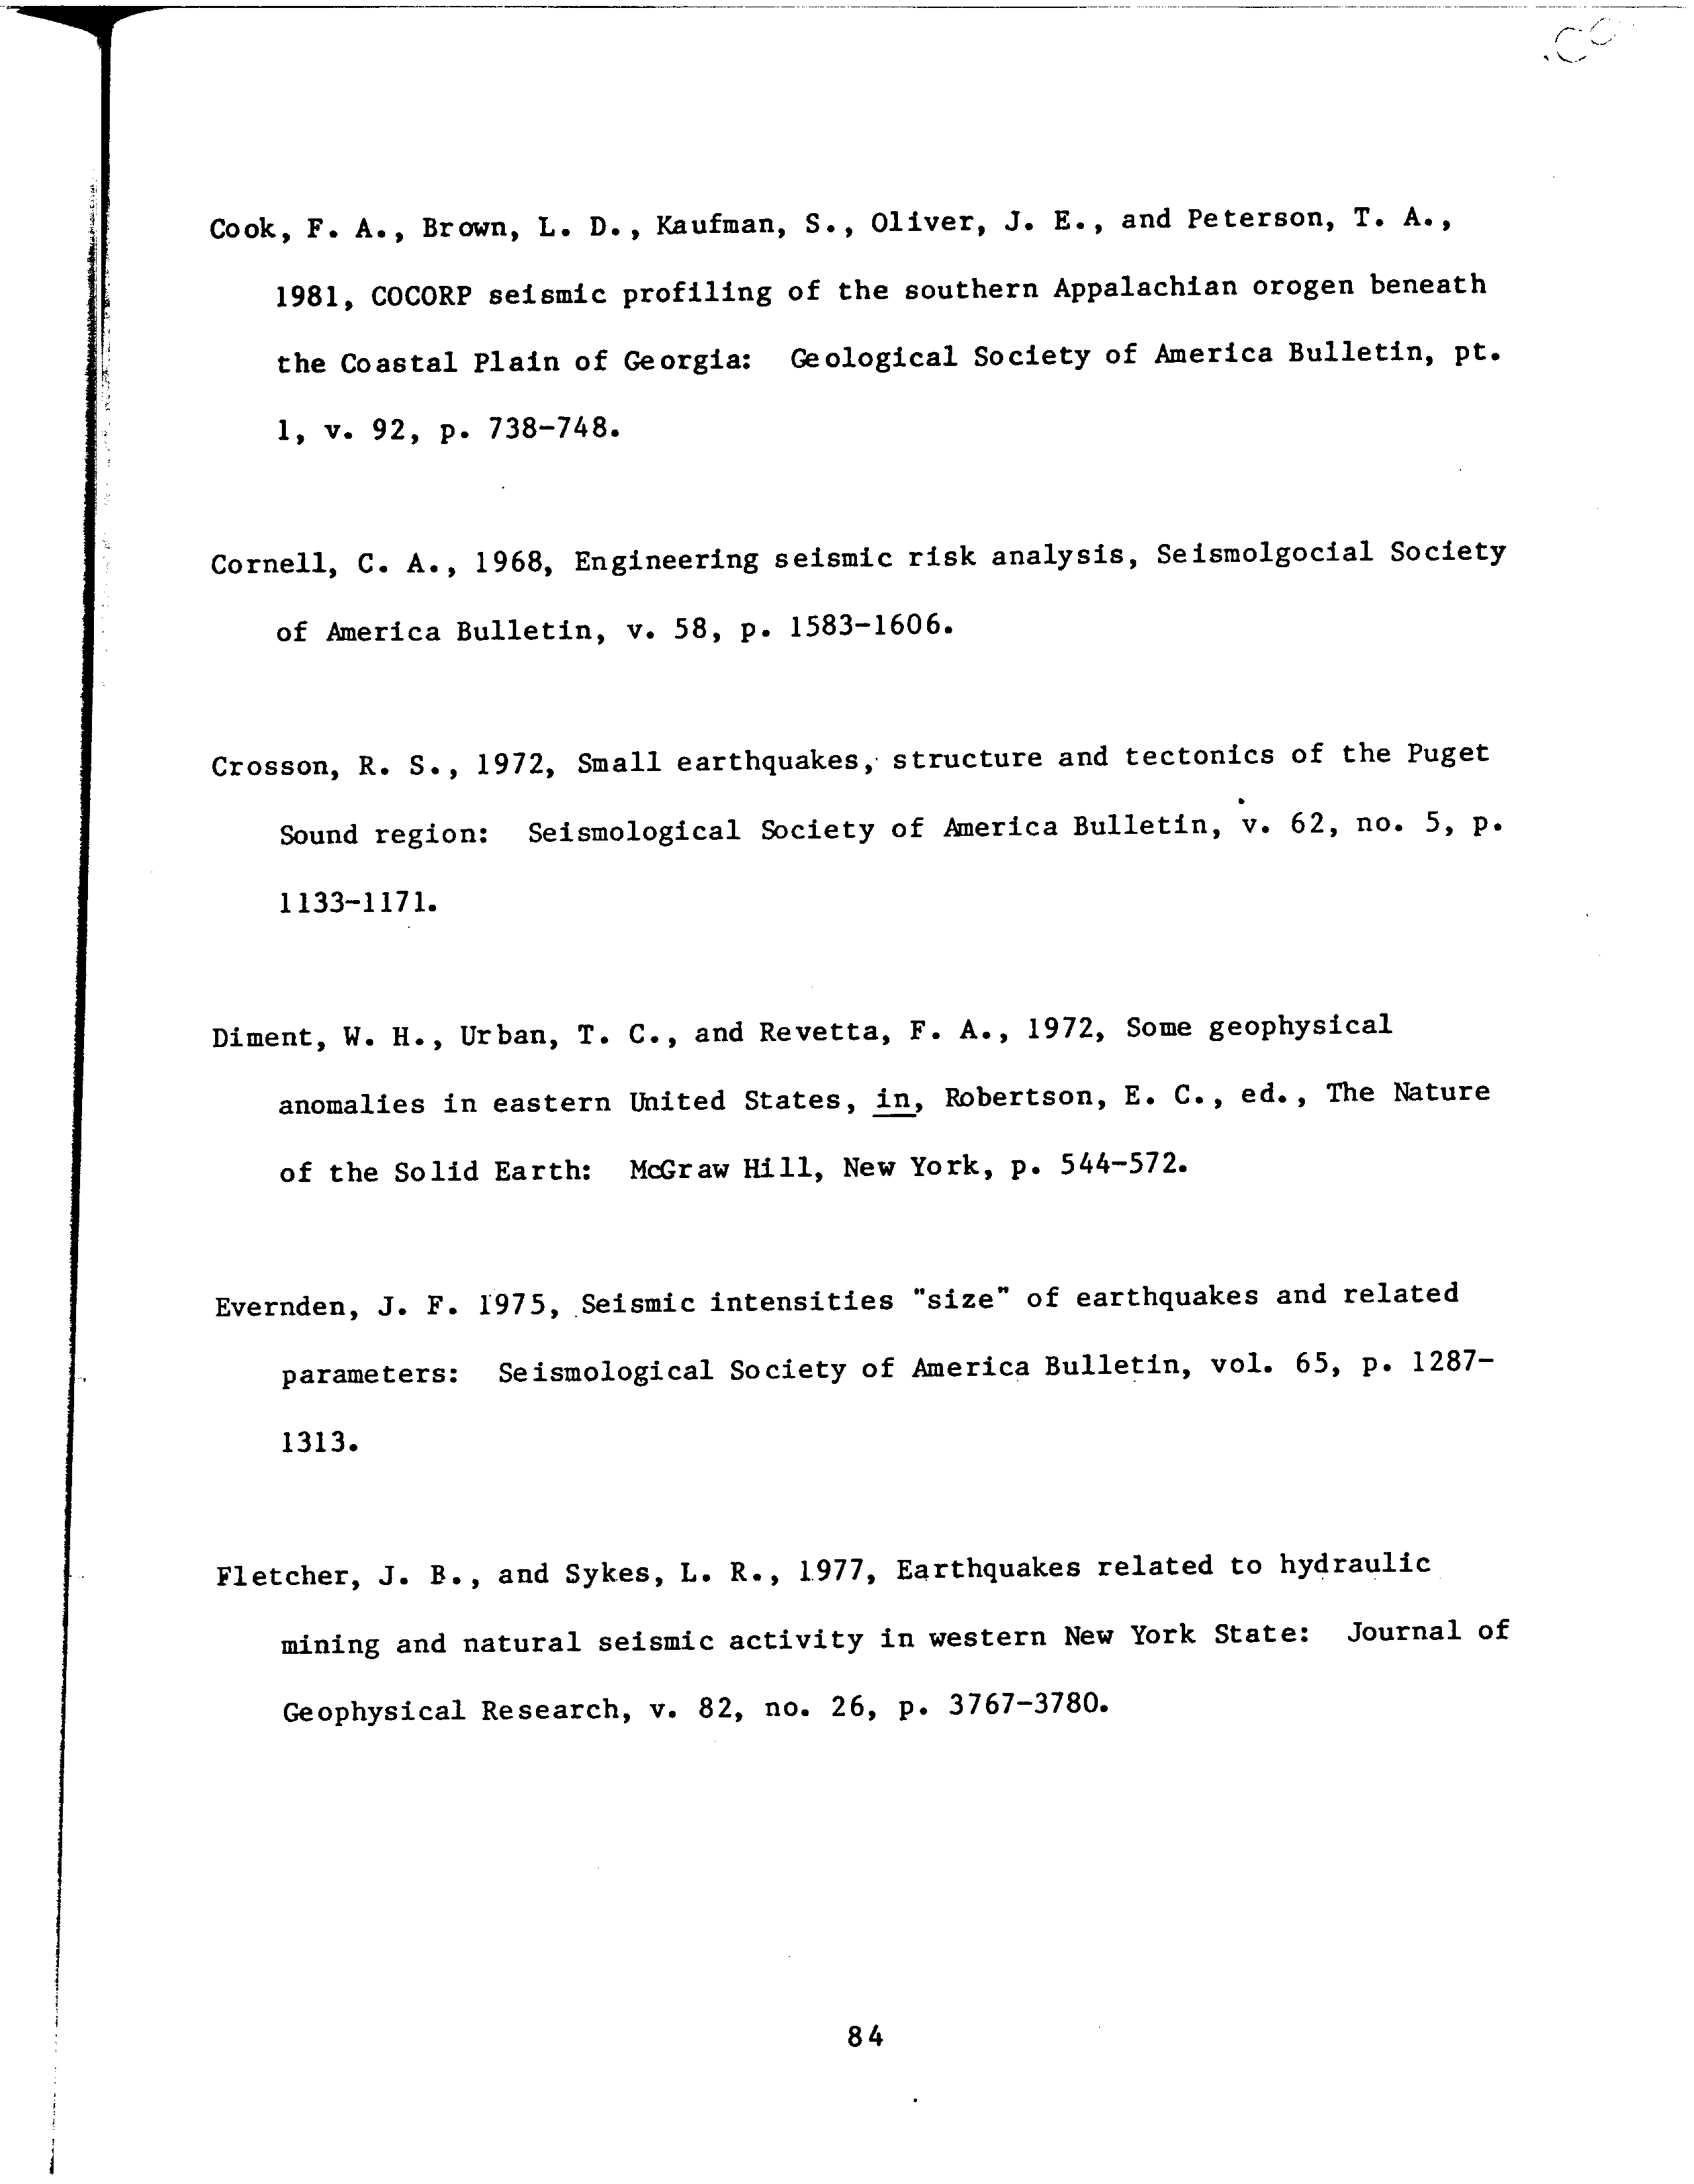 Cook, F. A., Brown, L. D., Kaufman, S., Oliver, J. E., and Peterson, T. A.,
1981, COCORP seismic profiling of the southern Appalachian orogen beneath
the Coastal Plain of Georgia: Geological Society of America Bulletin, pt.
1, v. 92, p. 738-748.
Cornell, C. A., 1968, Engineering seismic risk analysis, Seismolgocial Society
of America Bulletin, v. 58, p. 1583-1606.
Crosson, R. S., 1972, Small earthquakes, structure and tectonics of the Puget
Sound region: Seismological Society of America Bulletin, v. 62, no. 5, p.
1133-1171.
Diment, W. H., Urban, T. C., and Revetta, F. A., 1972, Some geophysical
anomalies in eastern United States, in, Robertson, E. C., ed., The Nature
of the Solid Earth: McGraw Hill, New York, p. 544-572.
Evernden, J. F. 1975, Seismic intensities "size" of earthquakes and related
parameters: Seismological Society of America Bulletin, vol. 65, p. 1287-
1313.
Fletcher, J. B., and Sykes, L. R., 1977, Earthquakes related to hydraulic
mining and natural seismic activity in western New York State: Journal of
Geophysical Research, v. 82, no. 26, p. 3767-3780.
84